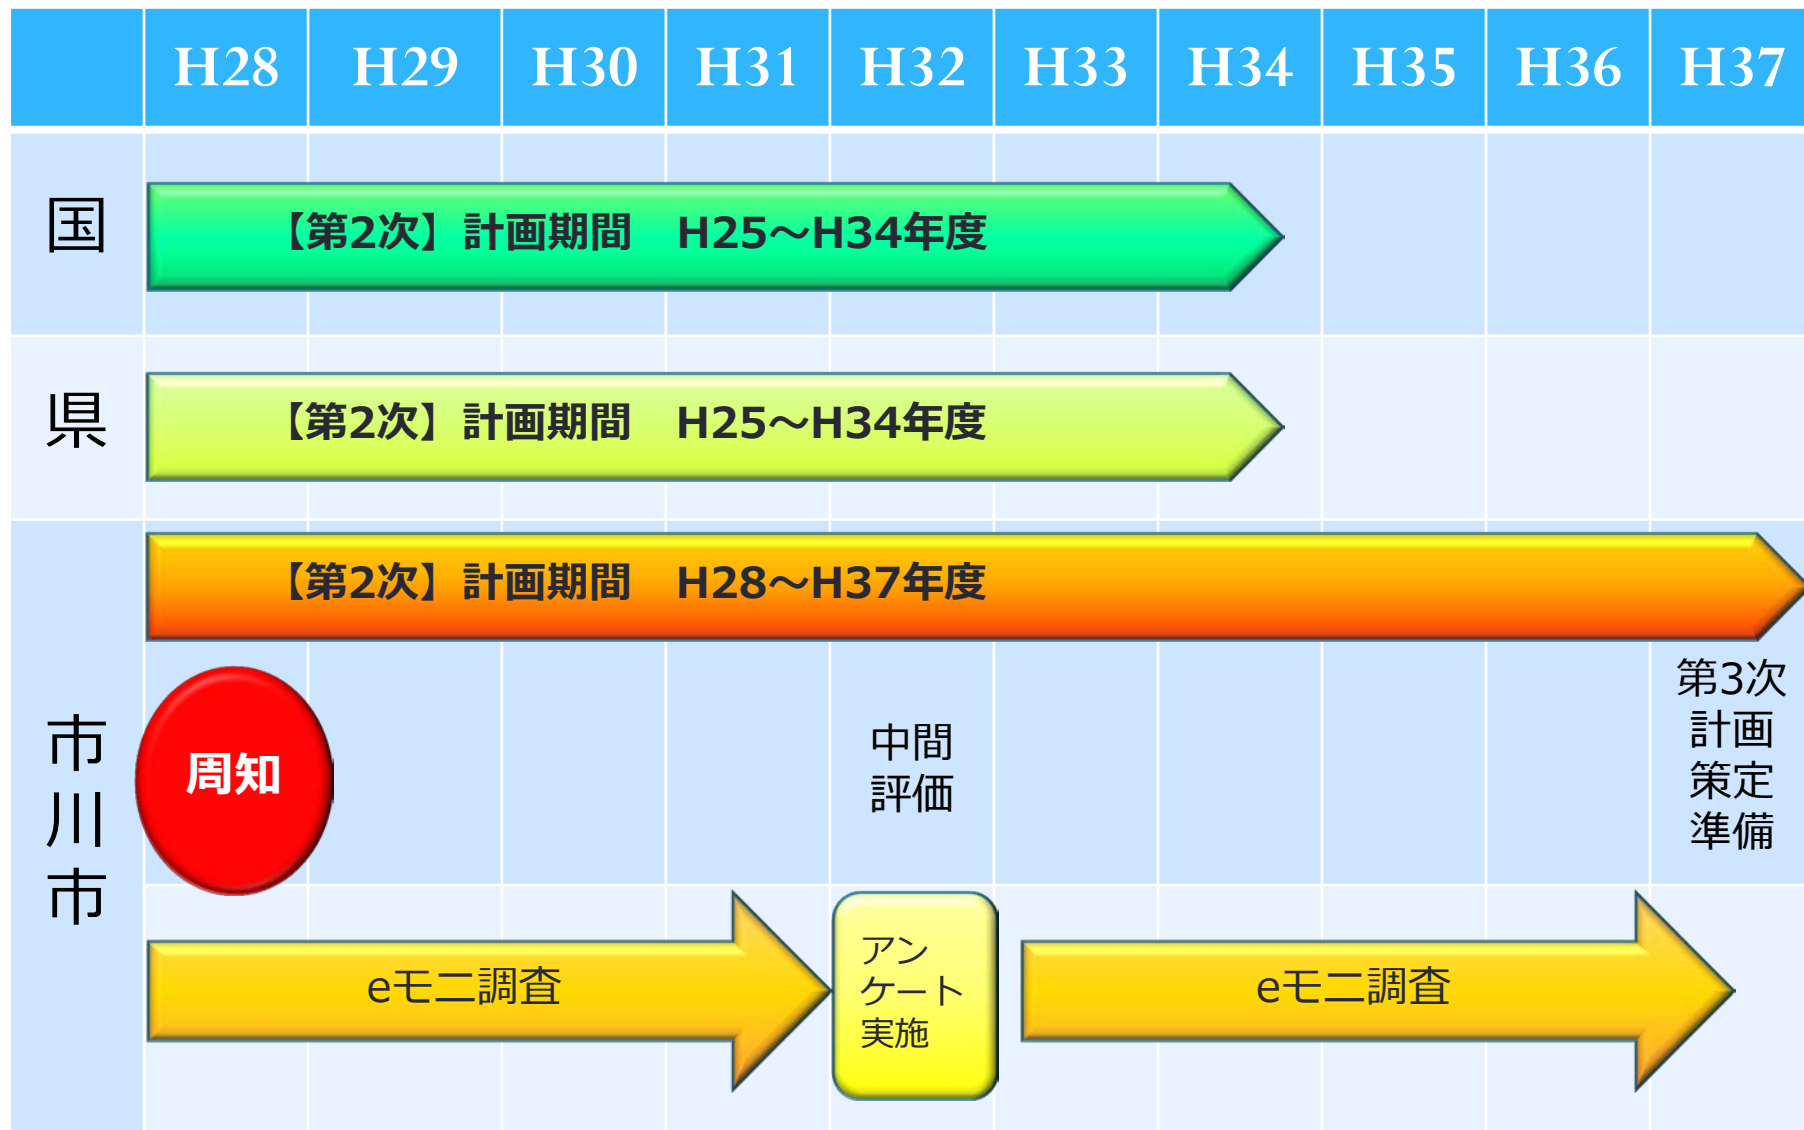 H28 H29 H30 H31 H32 H33 H34 H35 H36 H37
国
【第2次】計画期間　H25～H34年度
県
【第2次】計画期間　H25～H34年度
市川市
【第2次】計画期間　H28～H37年度
周知
中間
評価
第3次
計画
策定
準備
eモニ調査
アン
ケート
実施
eモニ調査